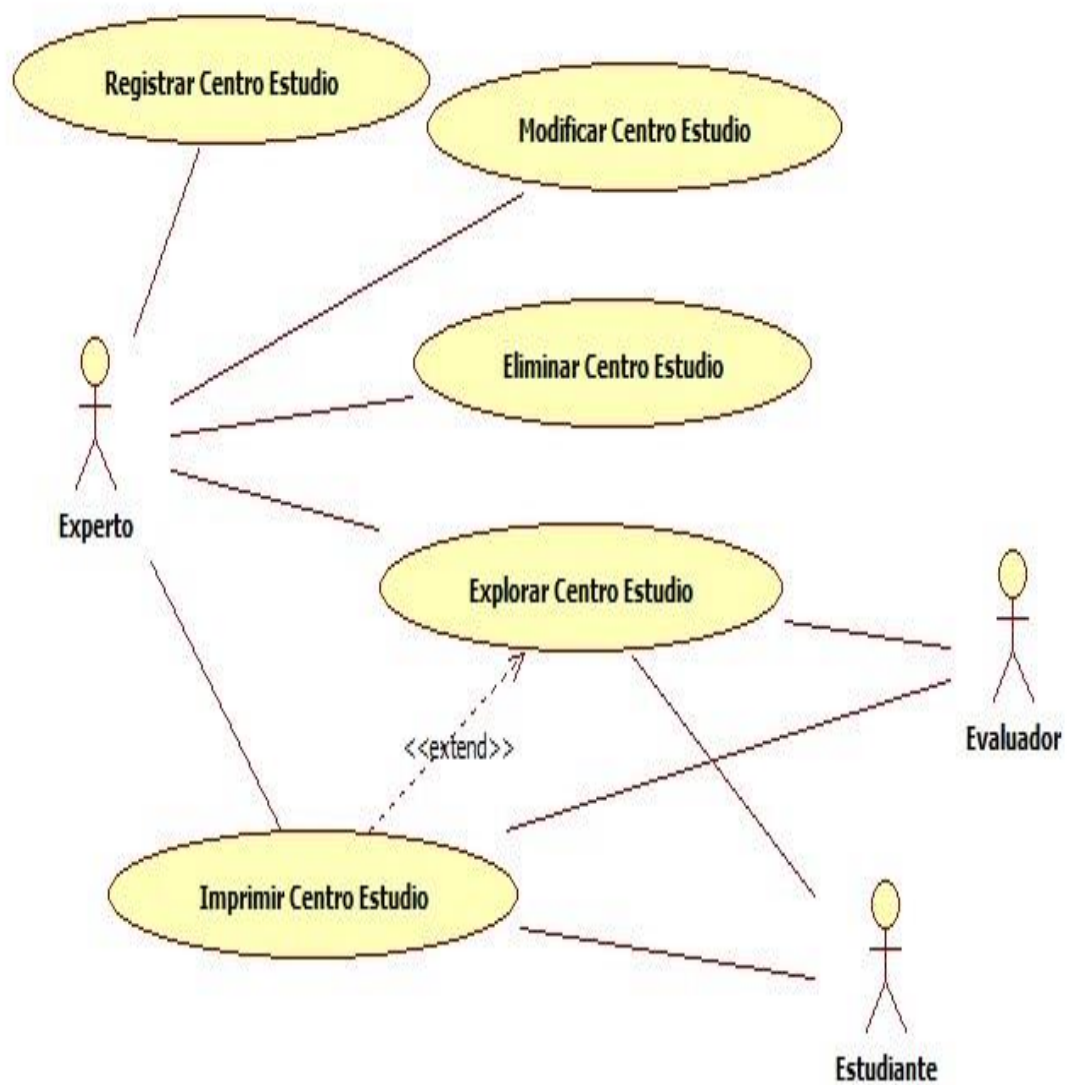 Registrar Centro Estudio
Modificar Centro Estudio
Eliminar Centro Estudio
Experto
Explorar Centro Estudio
Evaluador
<<extend>>
Imprimir Centro Estudio
Estudiante